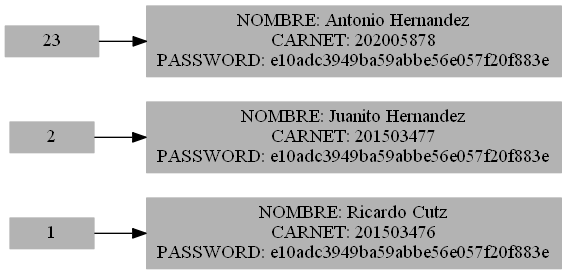 23
NOMBRE: Antonio Hernandez
CARNET: 202005878
PASSWORD: e10adc3949ba59abbe56e057f20f883e
2
NOMBRE: Juanito Hernandez
CARNET: 201503477
PASSWORD: e10adc3949ba59abbe56e057f20f883e
1
NOMBRE: Ricardo Cutz
CARNET: 201503476
PASSWORD: e10adc3949ba59abbe56e057f20f883e